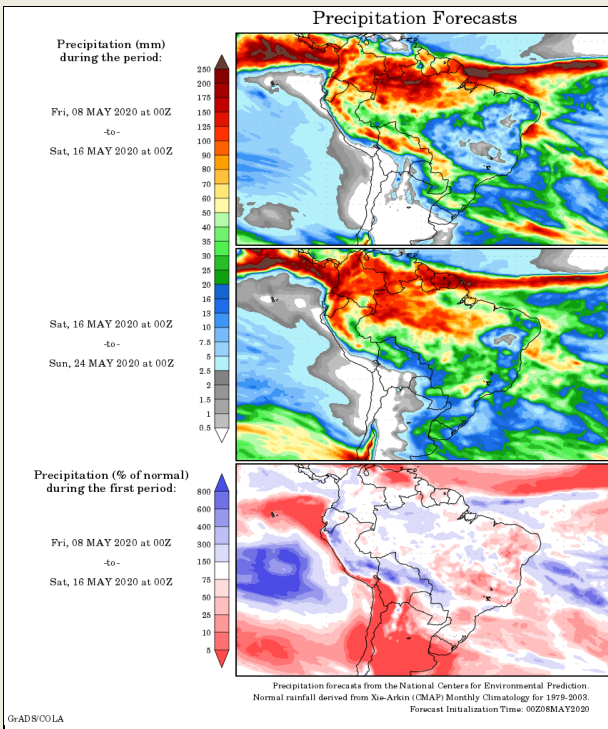 Precipitation Forecasts
Precipitation (mm)
during the period:
Fri, 08 MAY 2020 at 00Z
-to-
Sat, 16 MAY 2020 at 00Z
250
200
175
150
125
100
90
80
70
60
50
40
35
30
25
20
16
13
10
7.5
5
2.5
2
1.5
1
0.5
Sat, 16 MAY 2020 at 00Z
-to-
Sun, 24 MAY 2020 at 00Z
Precipitation (% of normal)
during the first period:
Fri, 08 MAY 2020 at 00Z
-to-
Sat, 16 MAY 2020 at 00Z
800
600
400
300
150
75
50
25
10
5
Precipitation forecasts from the National Centers for Environmental Prediction.
Normal rainfall derived from Xie-Arkin (CMAP) Monthly Climatology for 1979-2003.
Forecast Initialization Time: 00Z08MAY2020
GrADS/COLA